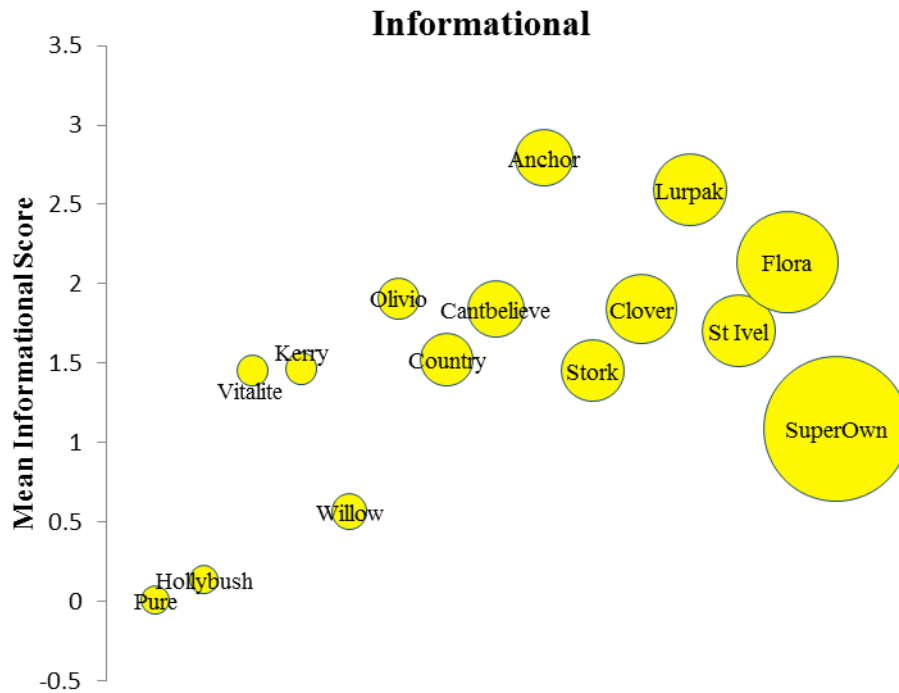 Informational
3.5
3
2.5
2
1.5
1
0.5
0
-0.5
Mean Informational Score
Anchor
Lurpak
Flora
Olivio
Cantbelieve
Clover
St Ivel
Kerry
Country
Stork
Vitalite
SuperOwn
Willow
Hollybush
Pure